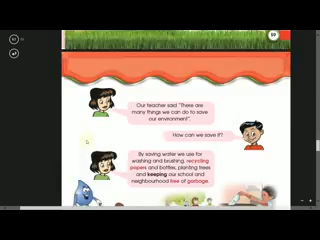 59
Our teacher said "There are
many things we can do to save
our environment".
How can we save it?
By saving water we use for
washing and brushing, recycling
papers and bottles, planting trees
and keeping our school and
neighbourhood free of garbage.